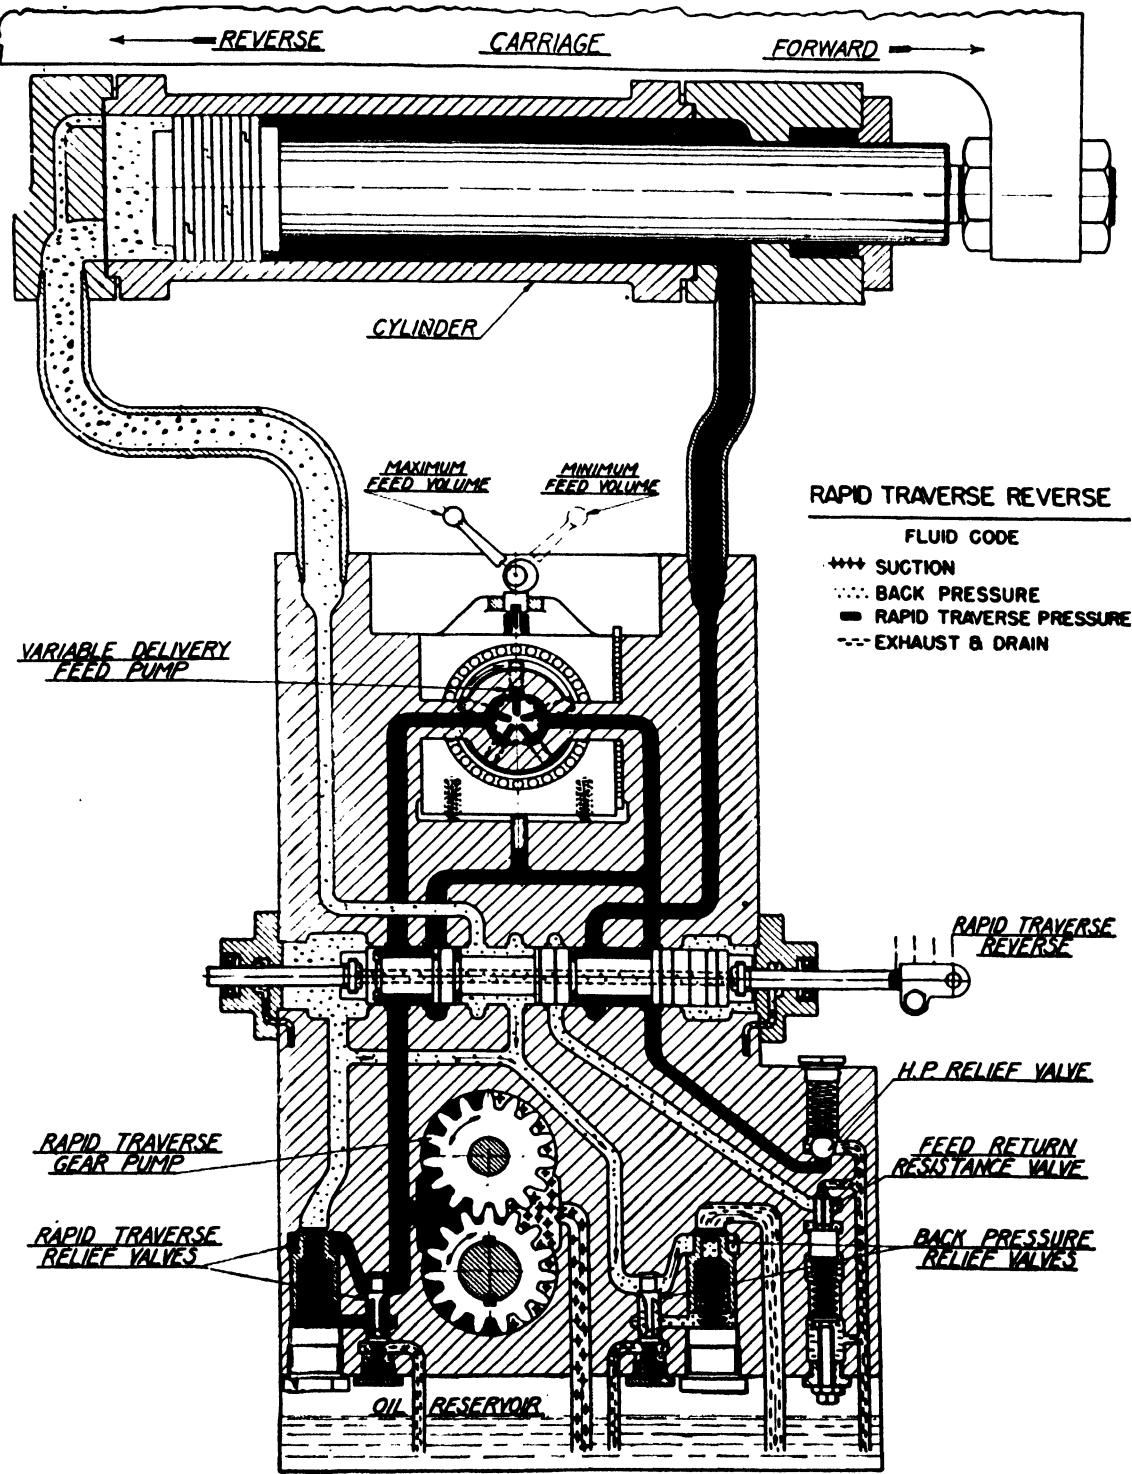 REVERSE
CARRIAGE
FORWARD
CYLINDER
MAXIMUM
FEED VOLUME
MINIMUM
FEED VOLUME
RAPID TRAVERSE REVERSE
FLUID CODE
SUCTION
BACK PRESSURE
RAPID TRAVERSE PRESSURE
EXHAUST & DRAIN
VARIABLE DELIVERY
FEED PUMP
RAPID TRAVERSE
REVERSE
H.P. RELIEF VALVE
RAPID TRAVERSE
GEAR PUMP
FEED RETURN
RESISTANCE VALVE
RAPID TRAVERSE
RELIEF VALVES
BACK PRESSURE
RELIEF VALVES
OIL RESERVOIR